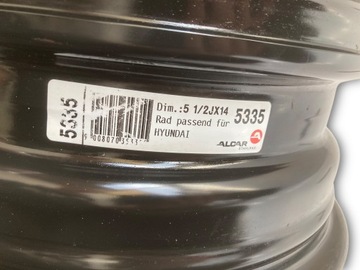 5335
Dim.:5 1/2JX14
Rad passend für
HYUNDAI
5335
ALCAR